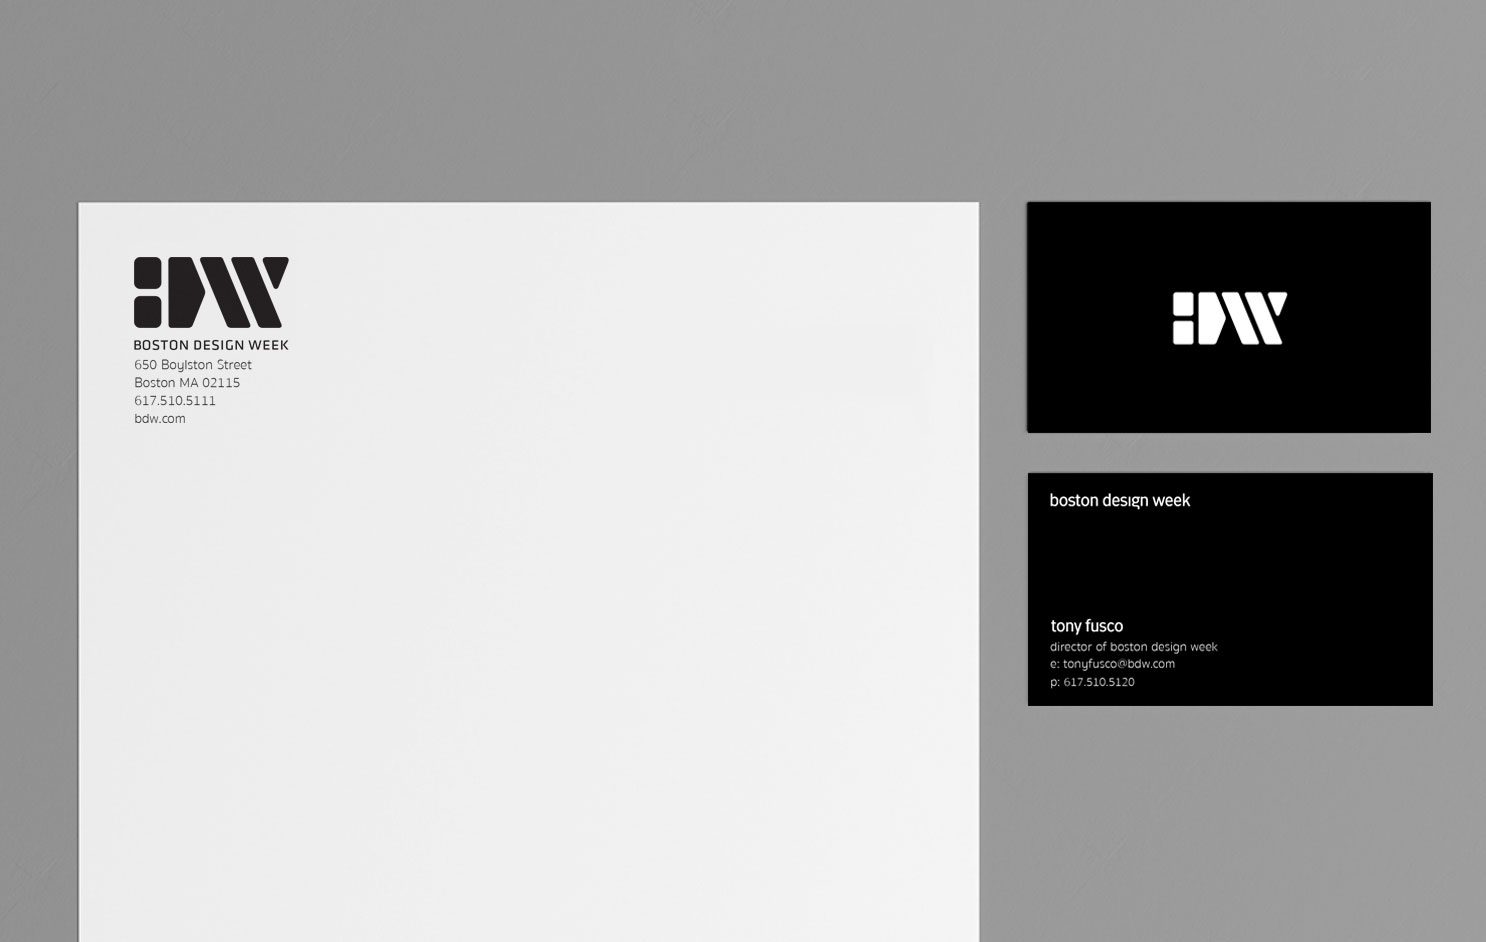 BDW
BOSTON DESIGN WEEK
650 Boylston Street
Boston MA 02115
617.510.5111
bdw.com
BDW
boston design week
tony fusco
director of boston design week
e: tonyfusco@bdw.com
p: 617.510.5120